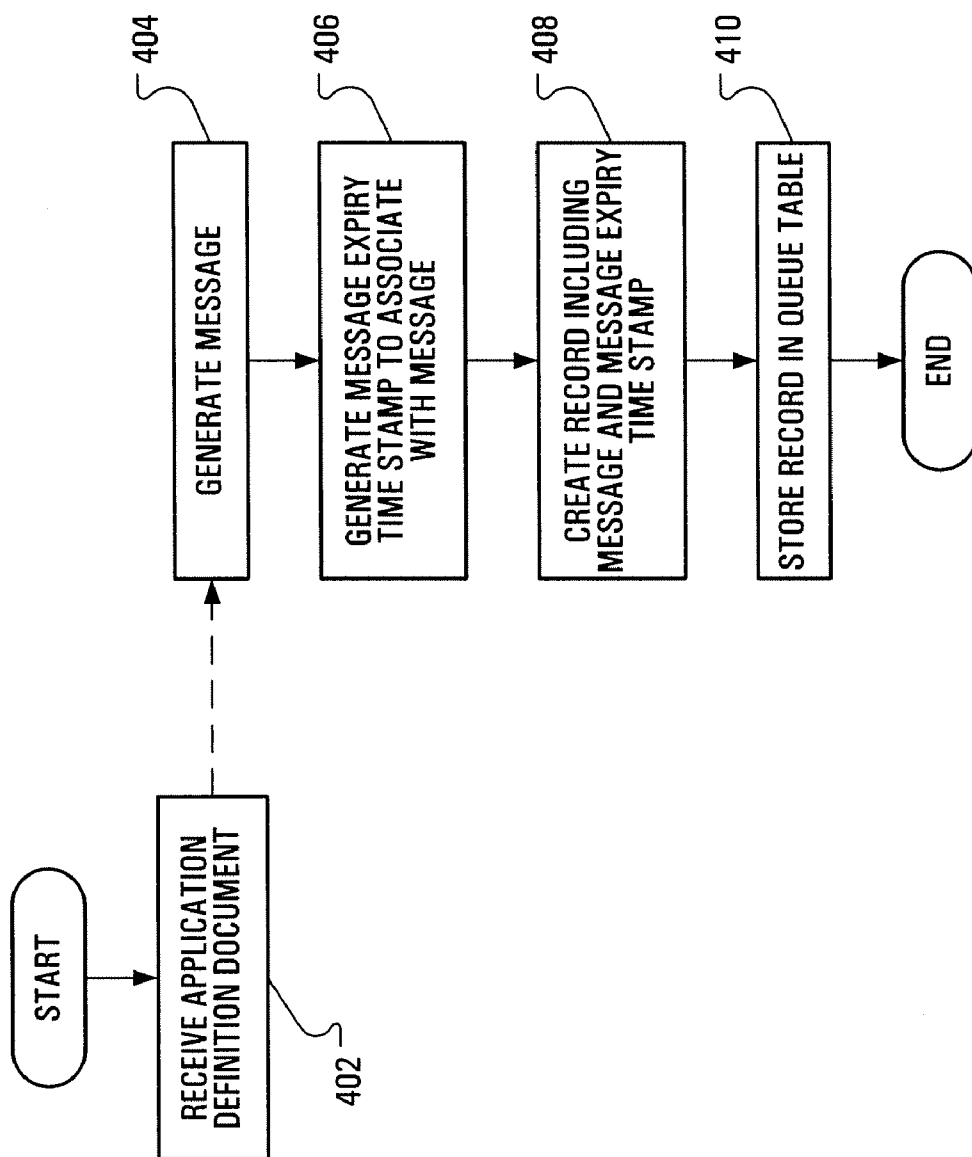 START
RECEIVE APPLICATION
DEFINITION DOCUMENT
402
GENERATE MESSAGE
404
GENERATE MESSAGE EXPIRY
TIME STAMP TO ASSOCIATE
WITH MESSAGE
406
CREATE RECORD INCLUDING
MESSAGE AND MESSAGE EXPIRY
TIME STAMP
408
STORE RECORD IN QUEUE TABLE
410
END